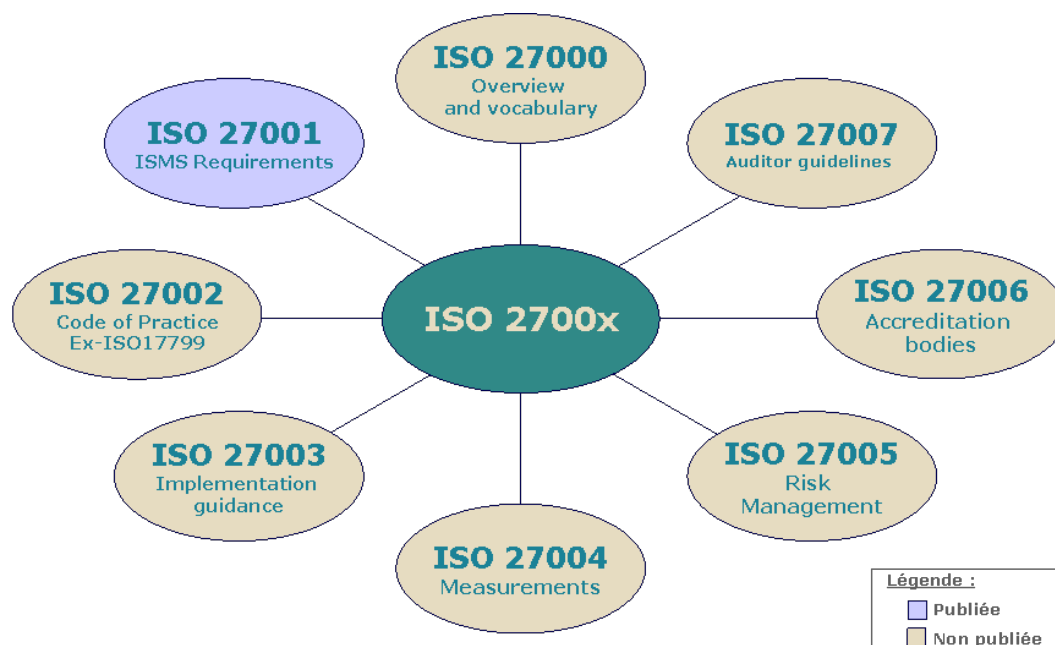 ISO 27000
Overview
and vocabulary
ISO 27001
ISMS Requirements
ISO 27007
Auditor guidelines
ISO 27002
Code of Practice
Ex-ISO17799
ISO 2700x
ISO 27006
Accreditation
bodies
ISO 27003
Implementation
guidance
ISO 27005
Risk
Management
ISO 27004
Measurements
Légende :
Publiée
Non publiée